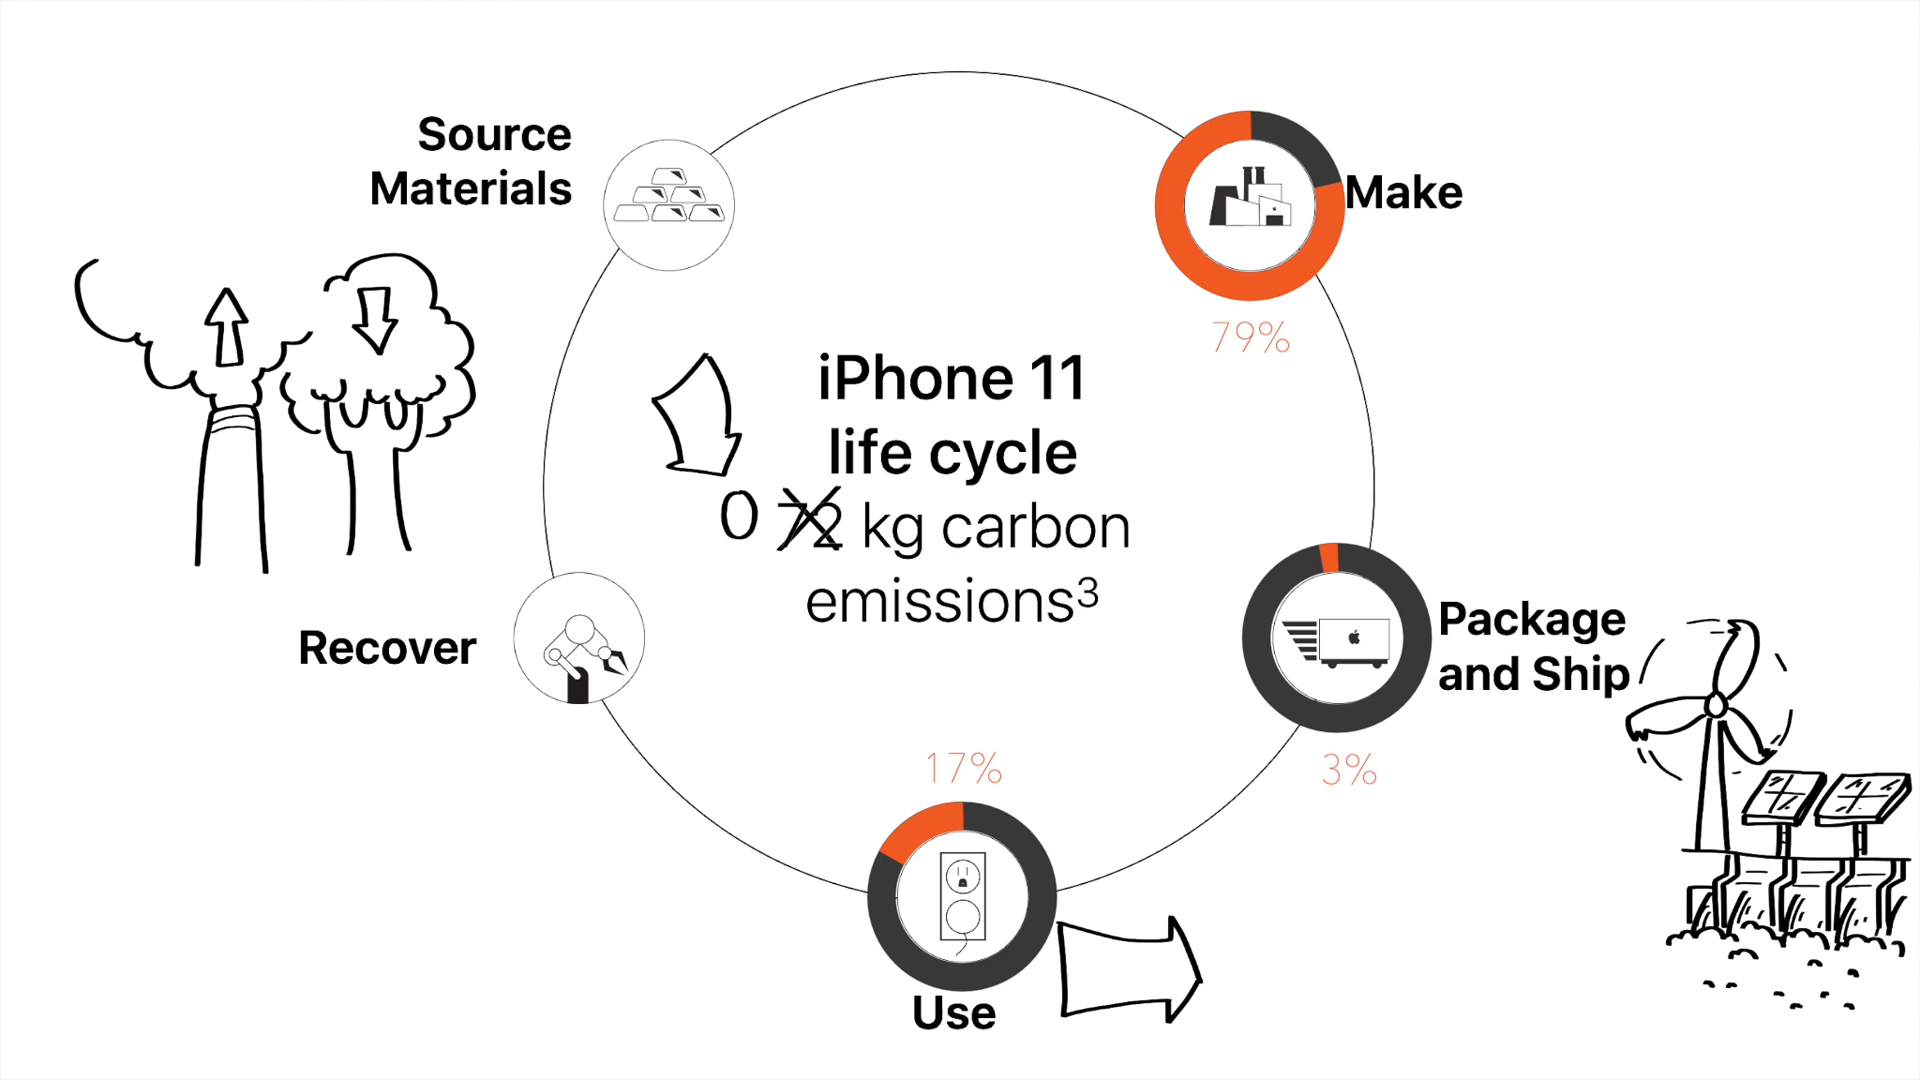 Source
Materials
Make
79%
iPhone 11
life cycle
0 72 kg carbon
emissions³
Recover
Package
and Ship
3%
17%
Use